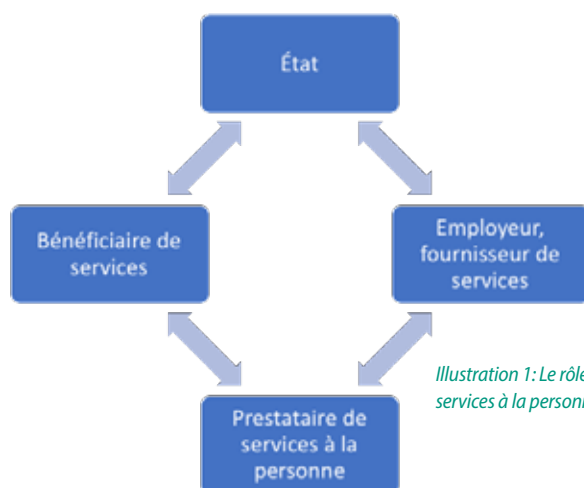 État
Bénéficiaire de
services
Employeur,
fournisseur de
services
Illustration 1: Le rôle
services à la personn
Prestataire de
services à la
personne